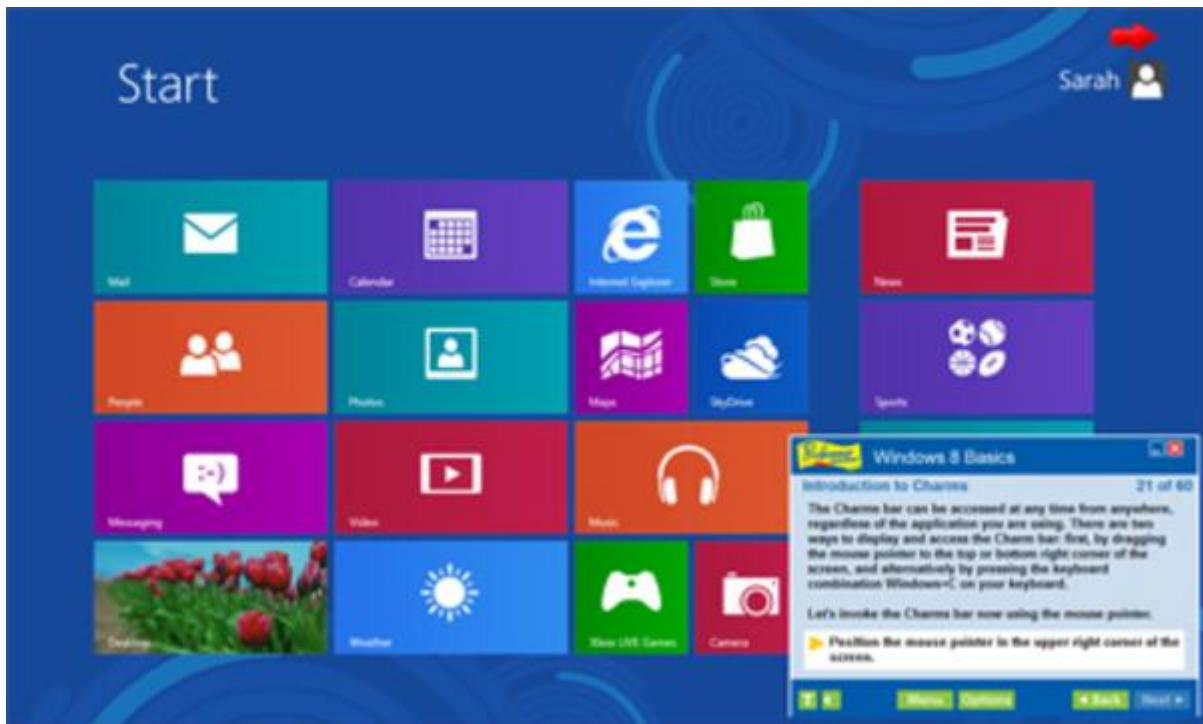 Start
Sarah
Mail
Calendar
Internet Explorer
Store
News
People
Photos
Maps
SkyDrive
Sports
Messaging
Video
Music
Desktop
Weather
Xbox LIVE Games
Camera
Windows 8 Basics
Introduction to Charms
21 of 60
The Charms bar can be accessed at any time from anywhere,
regardless of the application you are using. There are two
ways to display and access the Charm bar: first, by dragging
the mouse pointer to the top or bottom right corner of the
screen, and alternatively by pressing the keyboard
combination Windows+C on your keyboard.
Let's invoke the Charms bar now using the mouse pointer.
Position the mouse pointer in the upper right corner of the
screen.
Menu
Options
Back
Next